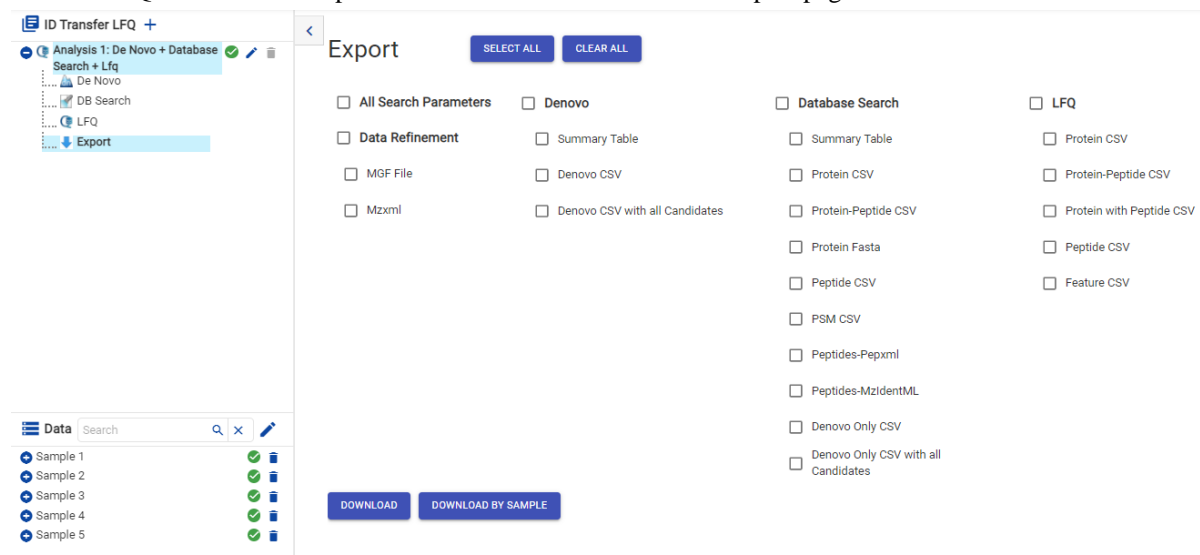 ID Transfer LFQ +
Analysis 1: De Novo + Database
Search + Lfq
De Novo
DB Search
LFQ
Export
Data Search
Sample 1
Sample 2
Sample 3
Sample 4
Sample 5
Export
SELECT ALL
CLEAR ALL
All Search Parameters
Data Refinement
MGF File
Mzxml
Denovo
Summary Table
Denovo CSV
Denovo CSV with all Candidates
Database Search
Summary Table
Protein CSV
Protein-Peptide CSV
Protein Fasta
Peptide CSV
PSM CSV
Peptides-Pepxml
Peptides-MzIdentML
Denovo Only CSV
Denovo Only CSV with all
Candidates
LFQ
Protein CSV
Protein-Peptide CSV
Protein with Peptide CSV
Peptide CSV
Feature CSV
DOWNLOAD
DOWNLOAD BY SAMPLE